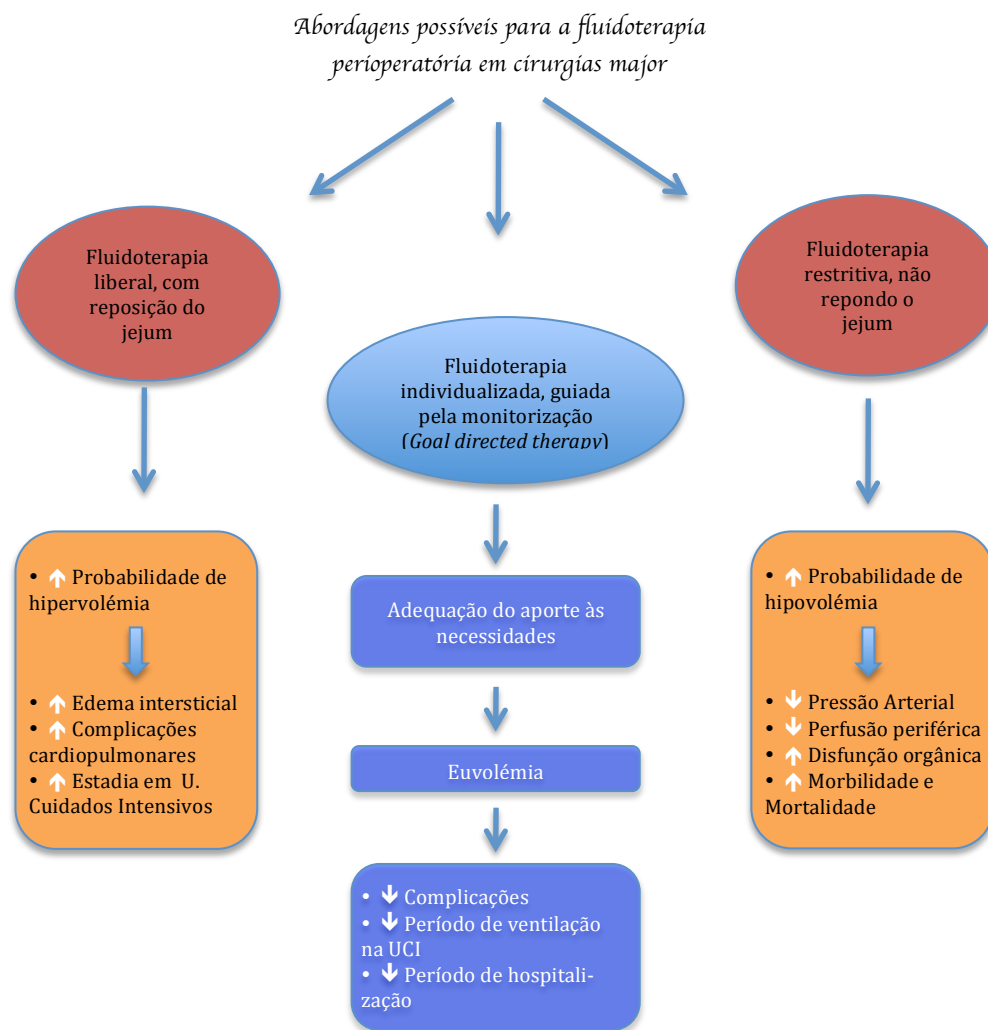 Abordagens possíveis para a fluidoterapia
perioperatória em cirurgias major
Fluidoterapia
liberal, com
reposição do
jejum
Fluidoterapia
individualizada, guiada
pela monitorização
(Goal directed therapy)
Fluidoterapia
restritiva, não
repondo o
jejum
• ↑ Probabilidade de
hipervolémia
• ↑ Edema intersticial
• ↑ Complicações
cardiopulmonares
• ↑ Estadia em U.
Cuidados Intensivos
Adequação do aporte às
necessidades
Euvolémia
• ↓ Complicações
• ↓ Período de ventilação
na UCI
• ↓ Período de hospitali-
zação
• ↑ Probabilidade de
hipovolémia
• ↓ Pressão Arterial
• ↓ Perfusão periférica
• ↑ Disfunção orgânica
• ↑ Morbilidade e
Mortalidade